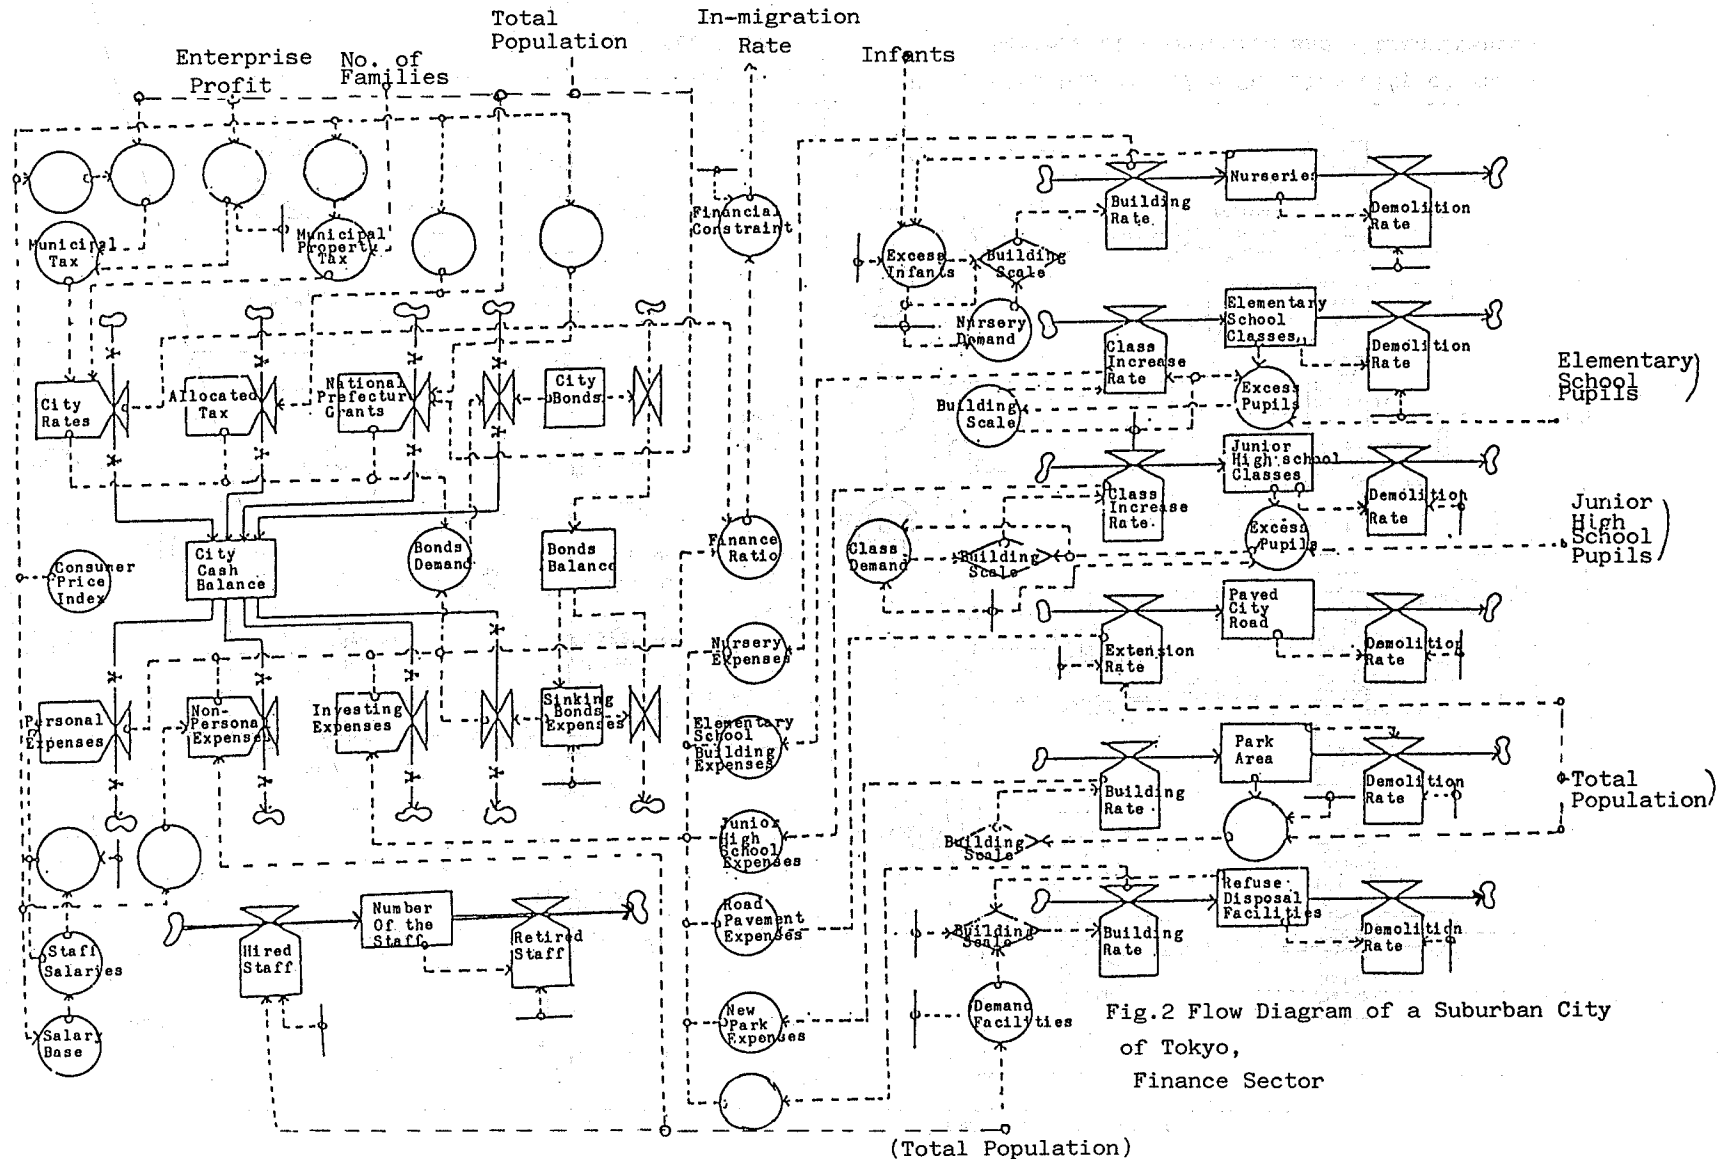 Total
Population
In-migration
Rate
Enterprise
Profit
No. of
Families
Infants
Municipal
Tax
Municipal
Property
Tax
Financial
Constraint
City
Rates
Allocated
Tax
National
Prefectur
Grants
City
Bonds
City
Cash
Balance
Bonds
Demand
Bonds
Balance
Finance
Ratio
Consumer
Price
Index
Personal
Expenses
Non-
Personal
Expenses
Investing
Expenses
Sinking
Bonds
Expenses
Nursery
Expenses
Elementary
School
Building
Expenses
Junior
High
School
Expenses
Road
Pavement
Expenses
New
Park
Expenses
Staff
Salaries
Salary
Base
Hired
Staff
Number
Of the
Staff
Retired
Staff
Excess
Infants
Building
Scale
Nursery
Demand
Building
Rate
Nurseries
Demolition
Rate
Class
Increase
Rate
Elementary
School
Classes
Demolition
Rate
Building
Scale
Excess
Pupils
Elementary
School
Pupils
Class
Increase
Rate
Junior
High school
Classes
Demolition
Rate
Class
Demand
Building
Scale
Excess
Pupils
Junior
High
School
Pupils
Extension
Rate
Paved
City
Road
Demolition
Rate
Building
Rate
Park
Area
Demolition
Rate
Building
Scale
Total
Population)
Building
Scale
Building
Rate
Refuse
Disposal
Facilities
Demolition
Rate
Demand
Facilities
(Total Population)
Fig.2 Flow Diagram of a Suburban City
of Tokyo,
Finance Sector